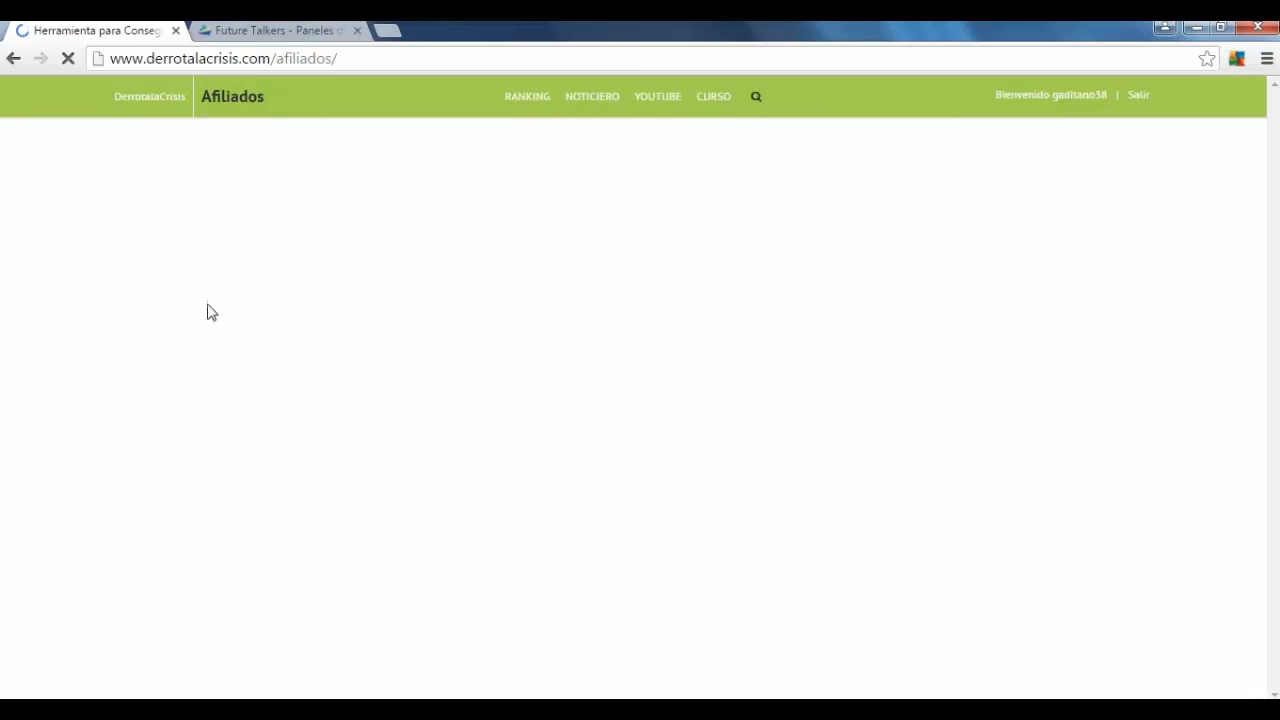 Herramienta para Conseg
Future Talkers - Paneles d
www.derrotalacrisis.com/afiliados/
DerrotalaCrisis Afiliados RANKING NOTICIERO YOUTUBE CURSO Bienvenido gaditano38 | Salir